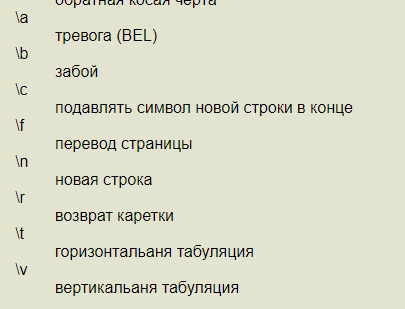 обратная косая черта
\a
тревога (BEL)
\b
забой
\c
подавлять символ новой строки в конце
\f
перевод страницы
\n
новая строка
\r
возврат каретки
\t
горизонтальаня табуляция
\v
вертикальаня табуляция